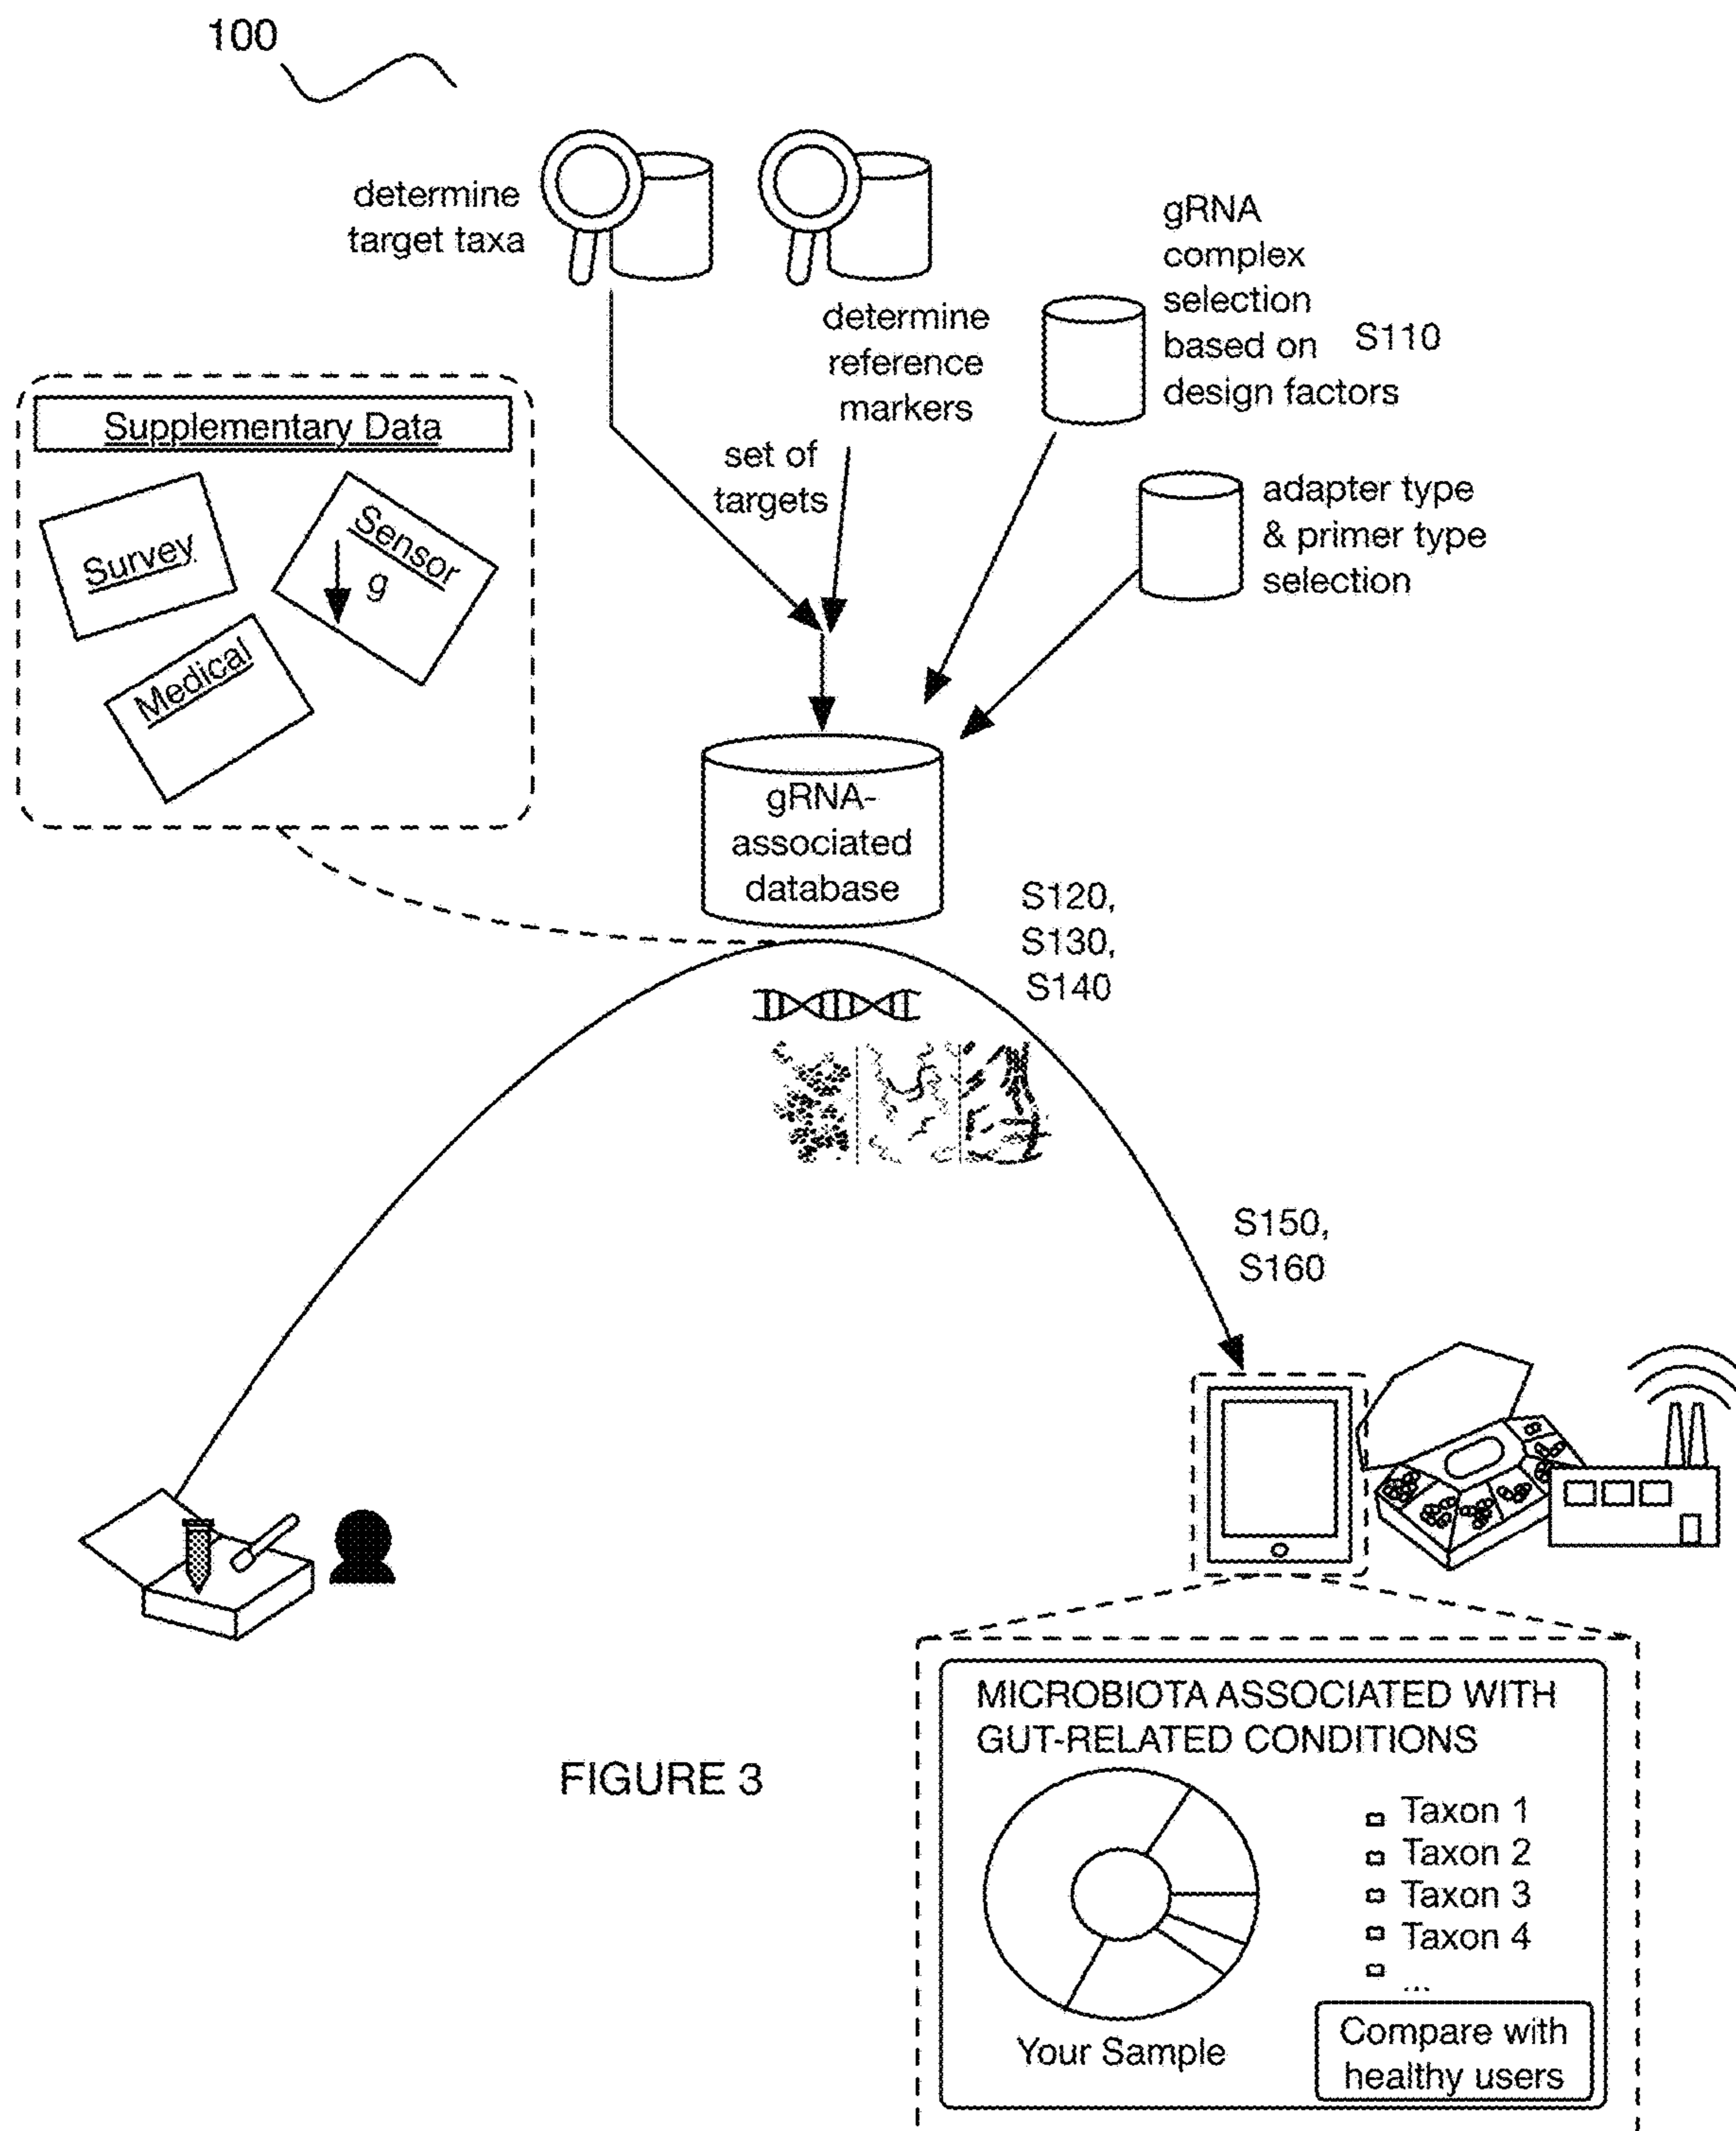 100
determine
target taxa
determine
reference
markers
gRNA
complex
selection
based on
design factors
S110
set of
targets
adapter type
& primer type
selection
Supplementary Data
Survey
Sensor
g
Medical
gRNA-
associated
database
S120,
S130,
S140
S150,
S160
FIGURE 3
MICROBIOTA ASSOCIATED WITH
GUT-RELATED CONDITIONS
Taxon 1
Taxon 2
Taxon 3
Taxon 4
...
Your Sample
Compare with
healthy users